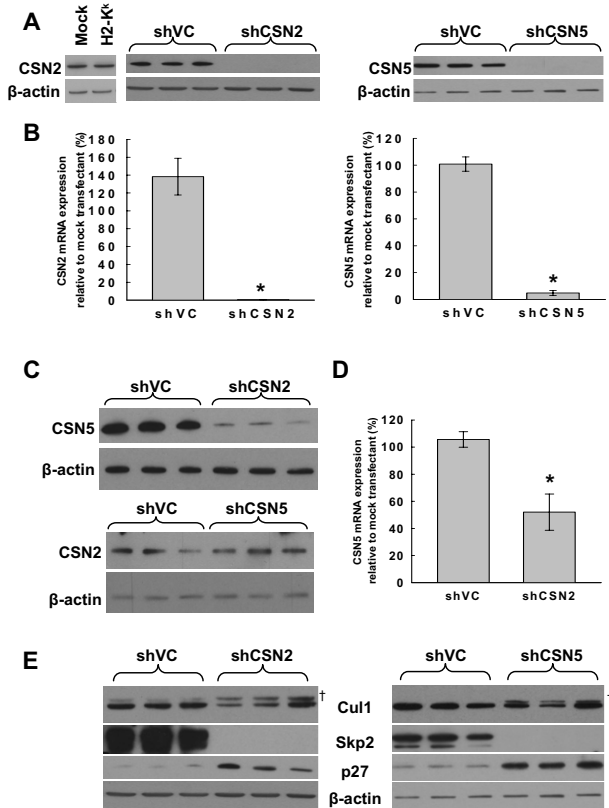 A
Mock
H2-Kᵏ
shVC
shCSN2
CSN2
β-actin
shVC
shCSN5
CSN5
β-actin
B
CSN2 mRNA expression
relative to mock transfectant (%)
180
160
140
120
100
80
60
40
20
0
*
shVC
shCSN2
CSN5 mRNA expression
relative to mock transfectant (%)
120
100
80
60
40
20
0
*
shVC
shCSN5
C
shVC
shCSN2
CSN5
β-actin
shVC
shCSN5
CSN2
β-actin
D
CSN5 mRNA expression
relative to mock transfectant (%)
120
100
80
60
40
20
0
*
shVC
shCSN2
E
shVC
shCSN2
†
shVC
shCSN5
Cul1
Skp2
p27
β-actin